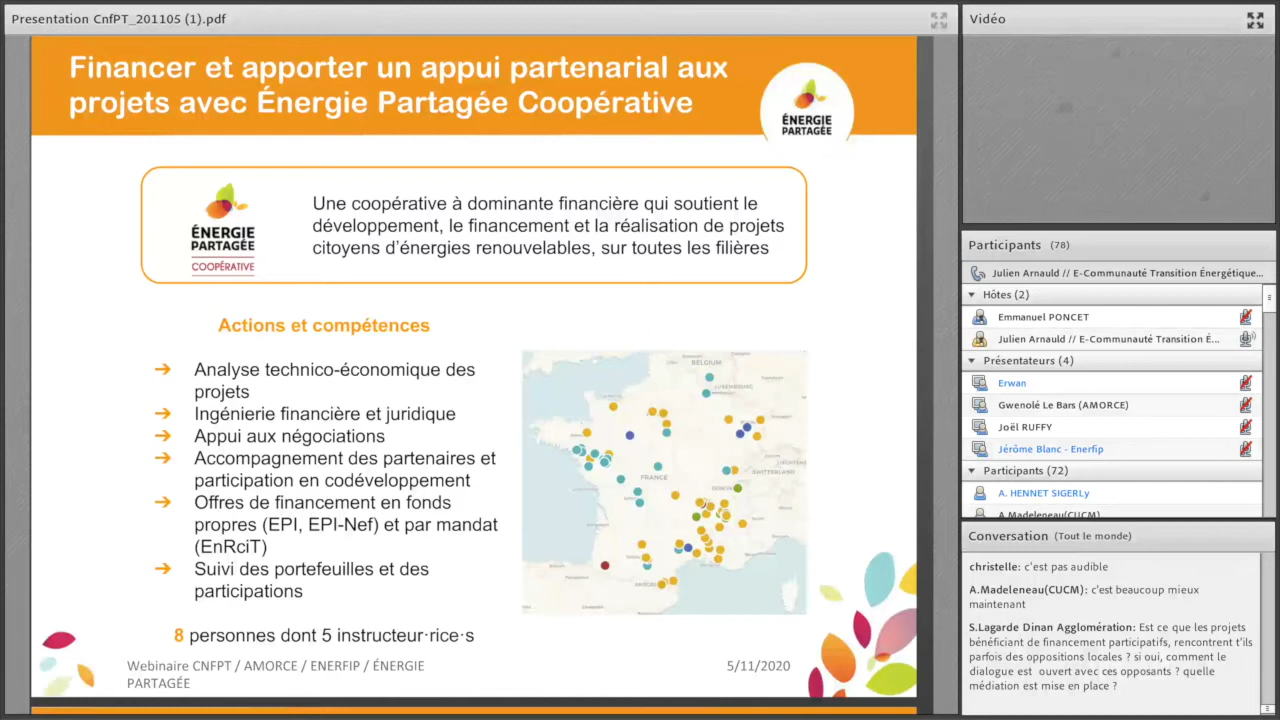 Presentation CnfPT_201105 (1).pdf
Financer et apporter un appui partenarial aux
projets avec Énergie Partagée Coopérative
ÉNERGIE
PARTAGÉE
ÉNERGIE
PARTAGÉE
COOPÉRATIVE
Une coopérative à dominante financière qui soutient le
développement, le financement et la réalisation de projets
citoyens d'énergies renouvelables, sur toutes les filières
Actions et compétences
➔ Analyse technico-économique des
projets
➔ Ingénierie financière et juridique
➔ Appui aux négociations
➔ Accompagnement des partenaires et
participation en codéveloppement
➔ Offres de financement en fonds
propres (EPI, EPI-Nef) et par mandat
(EnRciT)
➔ Suivi des portefeuilles et des
participations
8 personnes dont 5 instructeur·rice·s
BELGIUM
LUXEMBOURG
FRANCE
SWITZERLAND
GENEVA
Webinaire CNFPT / AMORCE / ENERFIP / ÉNERGIE
PARTAGÉE
5/11/2020
Vidéo
Participants (78)
Julien Arnauld // E-Communauté Transition Énergétique...
Hôtes (2)
Emmanuel PONCET
Julien Arnauld // E-Communauté Transition É...
Présentateurs (4)
Erwan
Gwenolé Le Bars (AMORCE)
Joël RUFFY
Jérôme Blanc - Enerfip
Participants (72)
A. HENNET SIGERLy
A.Madeleneau(CUCM)
Conversation (Tout le monde)
christelle: c'est pas audible
A.Madeleneau(CUCM): c'est beaucoup mieux
maintenant
S.Lagarde Dinan Agglomération: Est ce que les projets
bénéficiant de financement participatifs, rencontrent t'ils
parfois des oppositions locales ? si oui, comment le
dialogue est ouvert avec ces opposants ? quelle
médiation est mise en place ?